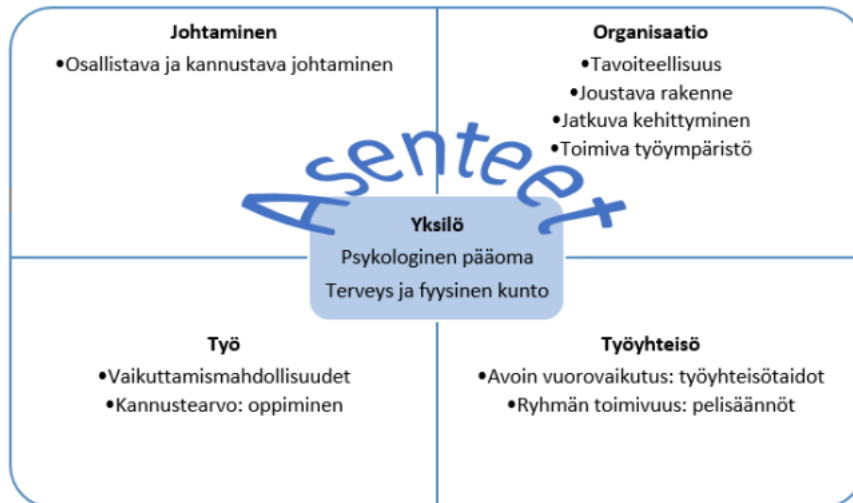 Johtaminen
•Osallistava ja kannustava johtaminen
Organisaatio
•Tavoiteellisuus
•Joustava rakenne
•Jatkuva kehittyminen
•Toimiva työympäristö
Asenteet
Yksilö
Psykologinen pääoma
Terveys ja fyysinen kunto
Työ
•Vaikuttamismahdollisuudet
•Kannustearvo: oppiminen
Työyhteisö
•Avoin vuorovaikutus: työyhteisötaidot
•Ryhmän toimivuus: pelisäännöt